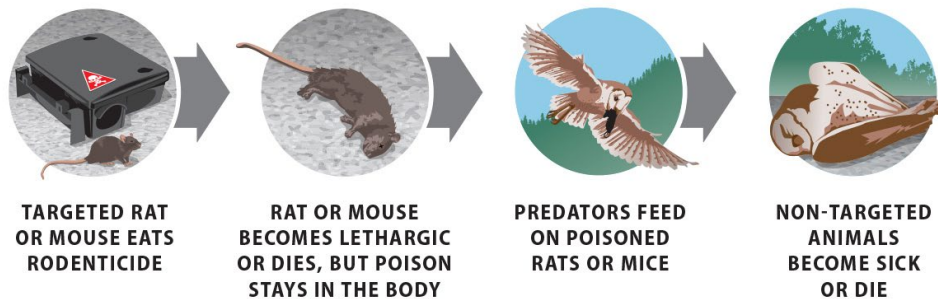 TARGETED RAT
OR MOUSE EATS
RODENTICIDE
RAT OR MOUSE
BECOMES LETHARGIC
OR DIES, BUT POISON
STAYS IN THE BODY
PREDATORS FEED
ON POISONED
RATS OR MICE
NON-TARGETED
ANIMALS
BECOME SICK
OR DIE